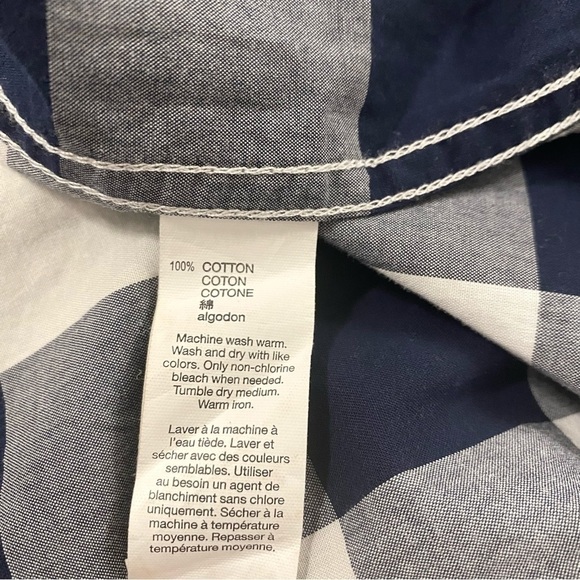 100% COTTON
COTON
COTONE
綿
algodon
Machine wash warm.
Wash and dry with like
colors. Only non-chlorine
bleach when needed.
Tumble dry medium.
Warm iron.
Laver à la machine à
l'eau tiède. Laver et
sécher avec des couleurs
semblables. Utiliser
au besoin un agent de
blanchiment sans chlore
uniquement. Sécher à la
machine à température
moyenne. Repasser à
température moyenne.